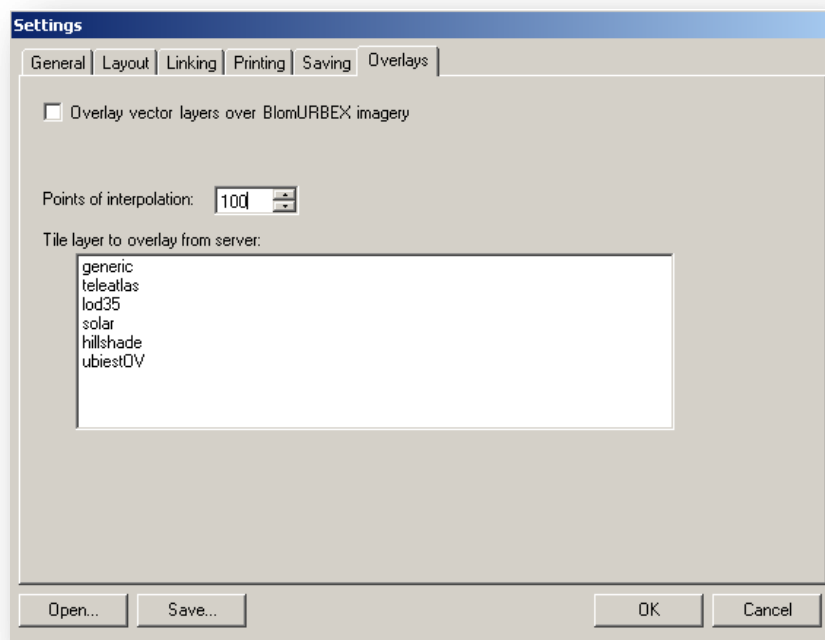 Settings
General Layout Linking Printing Saving Overlays
Overlay vector layers over BlomURBEX imagery
Points of interpolation: 100
Tile layer to overlay from server:
generic
teleatlas
lod35
solar
hillshade
ubiestOV
Open... Save... OK Cancel